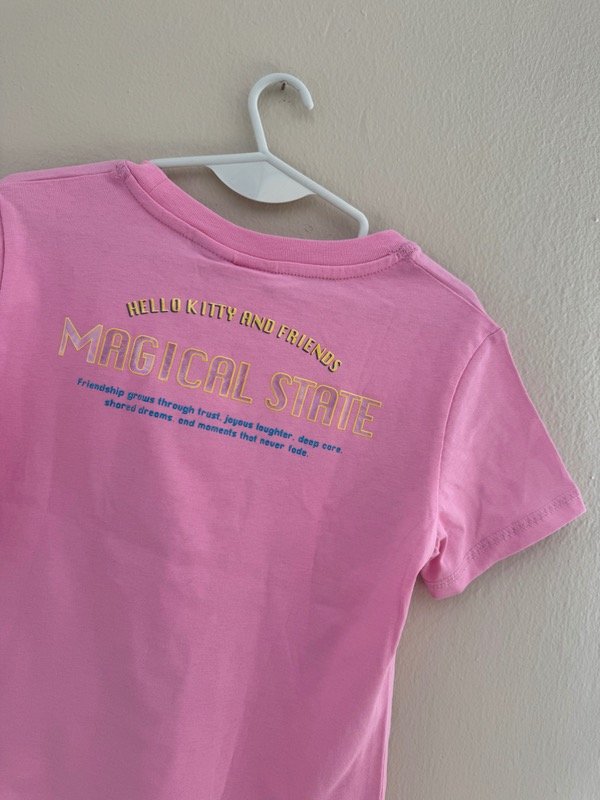 HELLO KITTY AND FRIENDS
MAGICAL STATE
Friendship grows through trust, joyous laughter, deep care,
shared dreams, and moments that never fade.